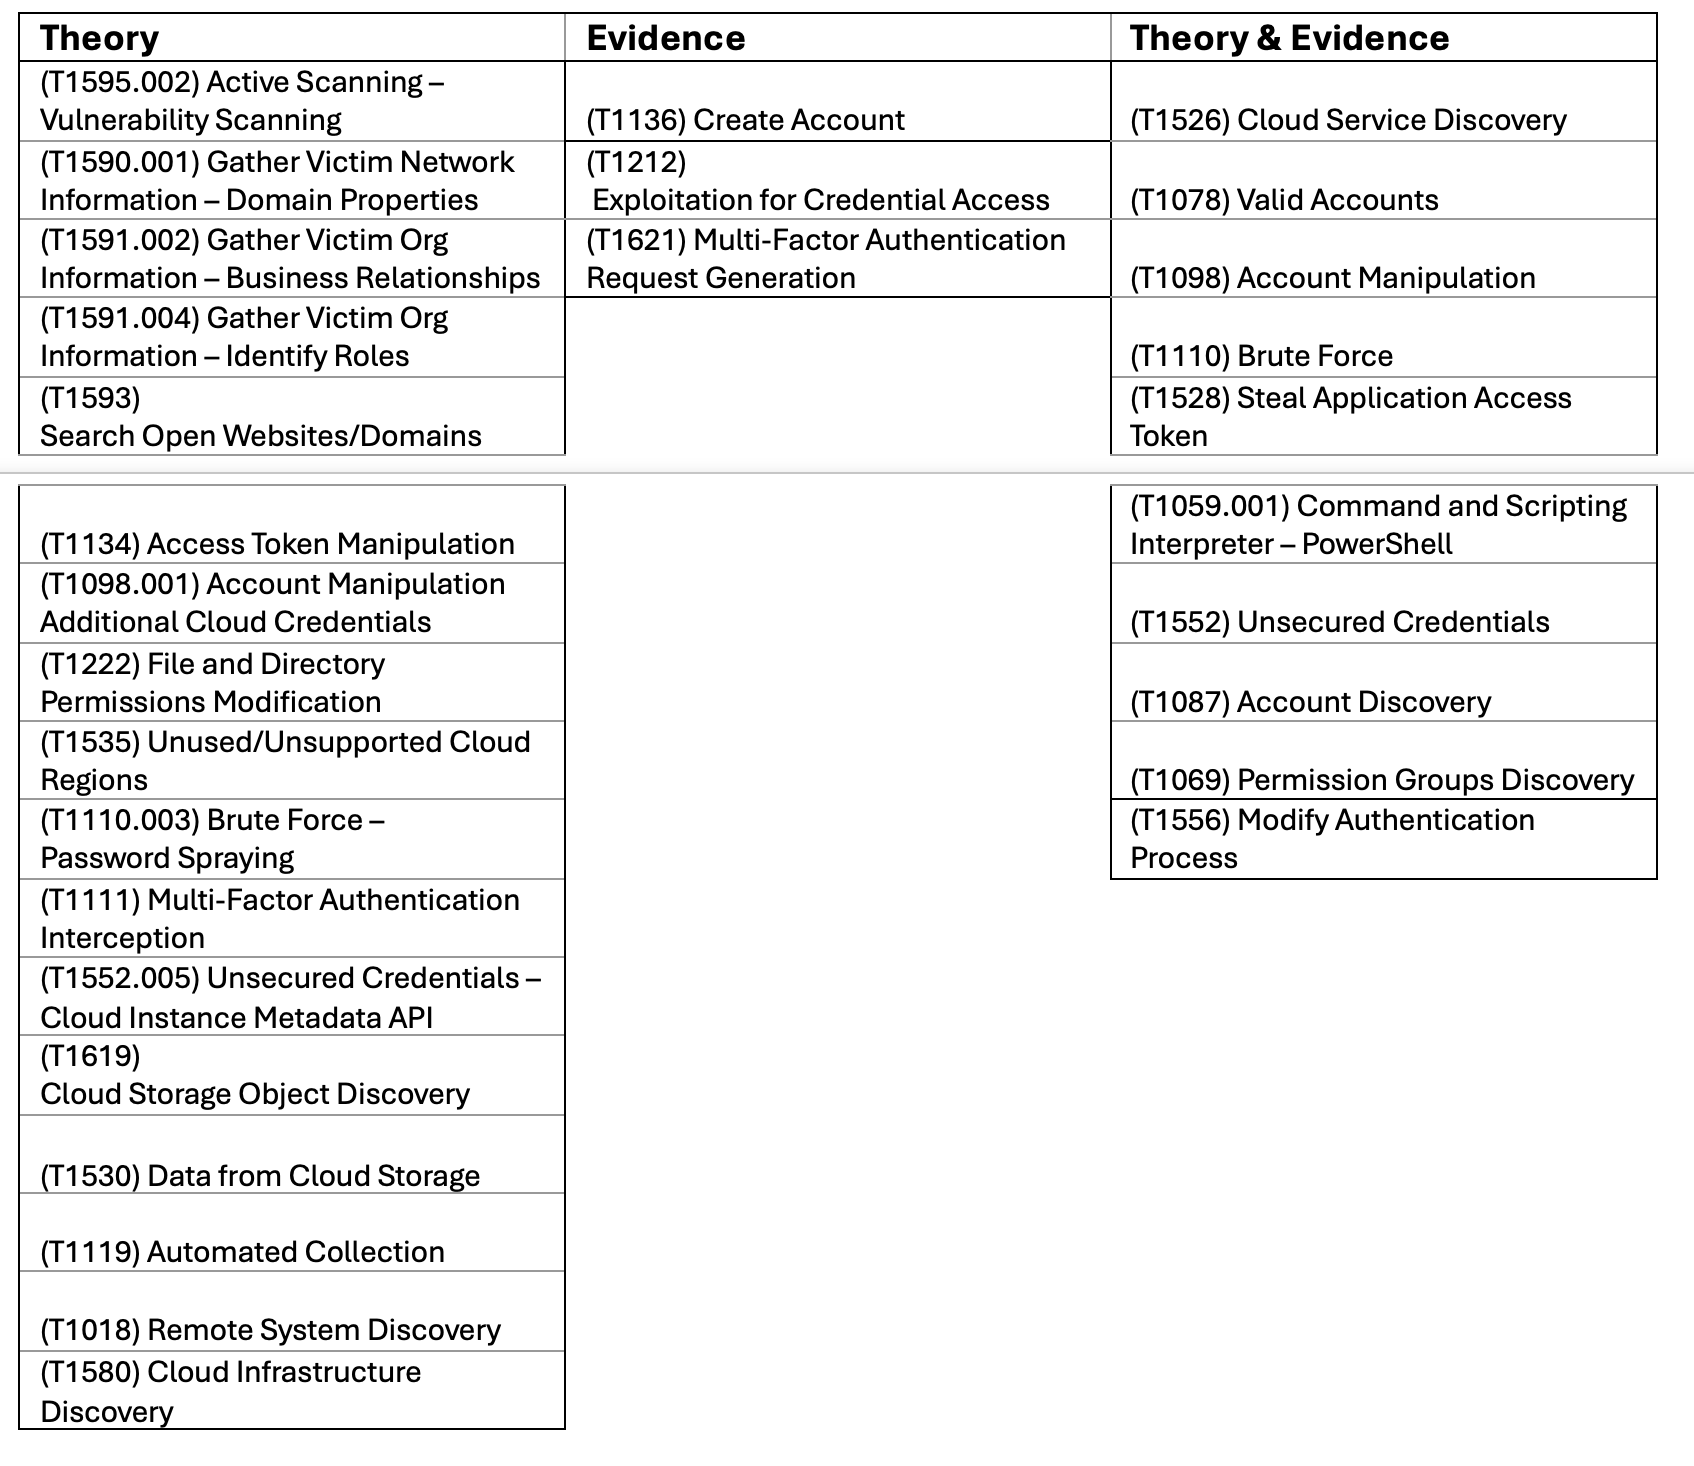 Theory
Evidence
Theory & Evidence
(T1595.002) Active Scanning –
Vulnerability Scanning
(T1136) Create Account
(T1526) Cloud Service Discovery
(T1590.001) Gather Victim Network
Information – Domain Properties
(T1212)
Exploitation for Credential Access
(T1078) Valid Accounts
(T1591.002) Gather Victim Org
Information – Business Relationships
(T1621) Multi-Factor Authentication
Request Generation
(T1098) Account Manipulation
(T1591.004) Gather Victim Org
Information – Identify Roles
(T1110) Brute Force
(T1593)
Search Open Websites/Domains
(T1528) Steal Application Access
Token
(T1134) Access Token Manipulation
(T1059.001) Command and Scripting
Interpreter – PowerShell
(T1098.001) Account Manipulation
Additional Cloud Credentials
(T1552) Unsecured Credentials
(T1222) File and Directory
Permissions Modification
(T1087) Account Discovery
(T1535) Unused/Unsupported Cloud
Regions
(T1069) Permission Groups Discovery
(T1110.003) Brute Force –
Password Spraying
(T1556) Modify Authentication
Process
(T1111) Multi-Factor Authentication
Interception
(T1552.005) Unsecured Credentials –
Cloud Instance Metadata API
(T1619)
Cloud Storage Object Discovery
(T1530) Data from Cloud Storage
(T1119) Automated Collection
(T1018) Remote System Discovery
(T1580) Cloud Infrastructure
Discovery